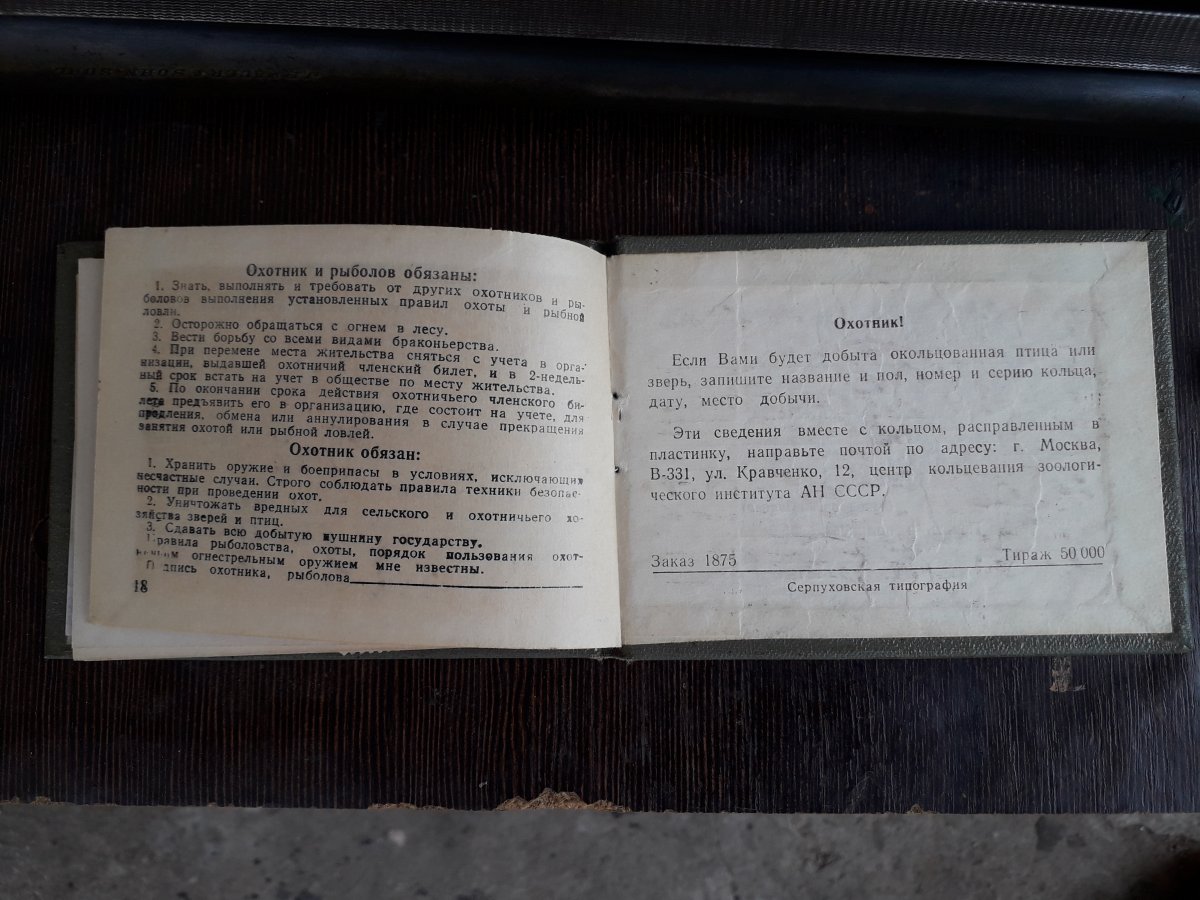 Охотник и рыболов обязаны:
1. Знать, выполнять и требовать от других охотников и ры-
боловов выполнения установленных правил охоты и рыбной
ловли.
2. Осторожно обращаться с огнем в лесу.
3. Вести борьбу со всеми видами браконьерства.
4. При перемене места жительства сняться с учета в орга-
низации, выдавшей охотничий членский билет, и в 2-недель-
ный срок встать на учет в обществе по месту жительства.
5. По окончании срока действия охотничьего членского би-
лета предъявить его в организацию, где состоит на учете, для
продления, обмена или аннулирования в случае прекращения
занятия охотой или рыбной ловлей.
Охотник обязан:
1. Хранить оружие и боеприпасы в условиях, исключающих
несчастные случаи. Строго соблюдать правила техники безопас-
ности при проведении охот.
2. Уничтожать вредных для сельского и охотничьего хо-
зяйства зверей и птиц.
3. Сдавать всю добытую пушнину государству.
Правила рыболовства, охоты, порядок пользования охот-
ничьим огнестрельным оружием мне известны.
Подпись охотника, рыболова
18
Охотник!
Если Вами будет добыта окольцованная птица или
зверь, запишите название и пол, номер и серию кольца,
дату, место добычи.
Эти сведения вместе с кольцом, расправленным в
пластинку, направьте почтой по адресу: г. Москва,
В-331, ул. Кравченко, 12, центр кольцевания зоологи-
ческого института АН СССР.
Заказ 1875 Тираж 50 000
Серпуховская типография